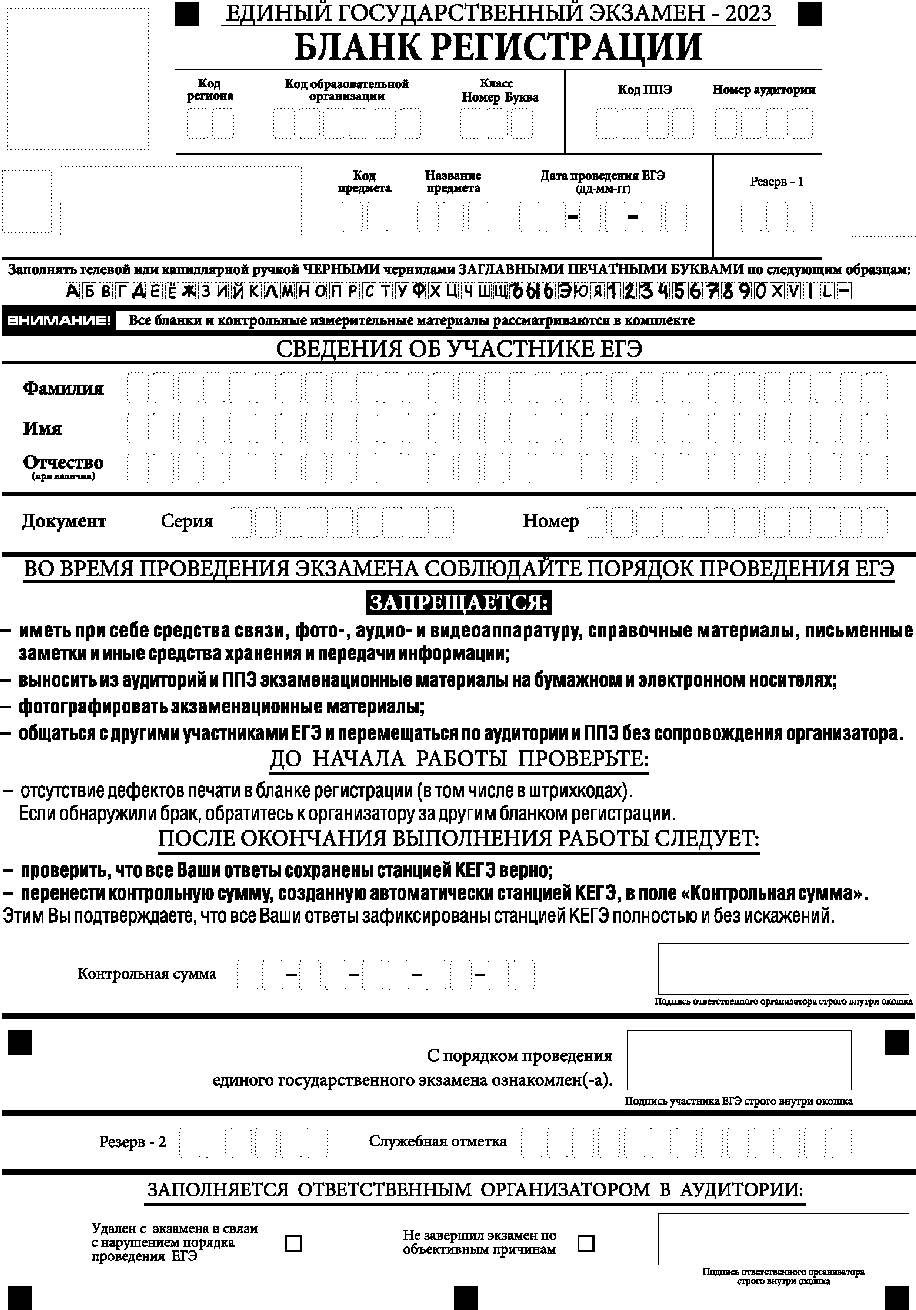 ЕДИНЫЙ ГОСУДАРСТВЕННЫЙ ЭКЗАМЕН - 2023
БЛАНК РЕГИСТРАЦИИ
Код региона
Код образовательной организации
Класс Номер Буква
Код ППЭ
Номер аудитории
Код предмета
Название предмета
Дата проведения ЕГЭ (ДД-ММ-ГГ)
Резерв - 1
Заполнять гелевой или капиллярной ручкой ЧЕРНЫМИ чернилами ЗАГЛАВНЫМИ ПЕЧАТНЫМИ БУКВАМИ по следующим образцам:
А Б В Г Д Е Ё Ж З И Й К Л М Н О П Р С Т У Ф Х Ц Ч Ш Щ Ъ Ы Ь Э Ю Я 1 2 3 4 5 6 7 8 9 0 X V I L -
ВНИМАНИЕ! Все бланки и контрольные измерительные материалы рассматриваются в комплекте
СВЕДЕНИЯ ОБ УЧАСТНИКЕ ЕГЭ
Фамилия
Имя
Отчество
(при наличии)
Документ Серия Номер
ВО ВРЕМЯ ПРОВЕДЕНИЯ ЭКЗАМЕНА СОБЛЮДАЙТЕ ПОРЯДОК ПРОВЕДЕНИЯ ЕГЭ
ЗАПРЕЩАЕТСЯ:
– иметь при себе средства связи, фото-, аудио- и видеоаппаратуру, справочные материалы, письменные
заметки и иные средства хранения и передачи информации;
– выносить из аудиторий и ППЭ экзаменационные материалы на бумажном и электронном носителях;
– фотографировать экзаменационные материалы;
– общаться с другими участниками ЕГЭ и перемещаться по аудитории и ППЭ без сопровождения организатора.
ДО НАЧАЛА РАБОТЫ ПРОВЕРЬТЕ:
– отсутствие дефектов печати в бланке регистрации (в том числе в штрихкодах).
Если обнаружили брак, обратитесь к организатору за другим бланком регистрации.
ПОСЛЕ ОКОНЧАНИЯ ВЫПОЛНЕНИЯ РАБОТЫ СЛЕДУЕТ:
– проверить, что все Ваши ответы сохранены станцией КЕГЭ верно;
– перенести контрольную сумму, созданную автоматически станцией КЕГЭ, в поле «Контрольная сумма».
Этим Вы подтверждаете, что все Ваши ответы зафиксированы станцией КЕГЭ полностью и без искажений.
Контрольная сумма – – – –
Подпись ответственного организатора строго внутри окошка
С порядком проведения
единого государственного экзамена ознакомлен(-а).
Подпись участника ЕГЭ строго внутри окошка
Резерв - 2 Служебная отметка
ЗАПОЛНЯЕТСЯ ОТВЕТСТВЕННЫМ ОРГАНИЗАТОРОМ В АУДИТОРИИ:
Удален с экзамена в связи
с нарушением порядка
проведения ЕГЭ
Не завершил экзамен по
объективным причинам
Подпись ответственного организатора
строго внутри окошка